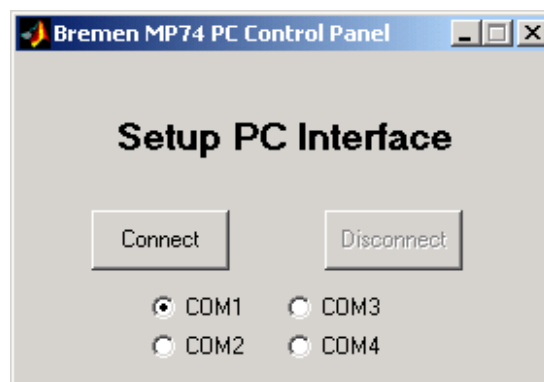 Bremen MP74 PC Control Panel
Setup PC Interface
Connect Disconnect
COM1 COM3
COM2 COM4